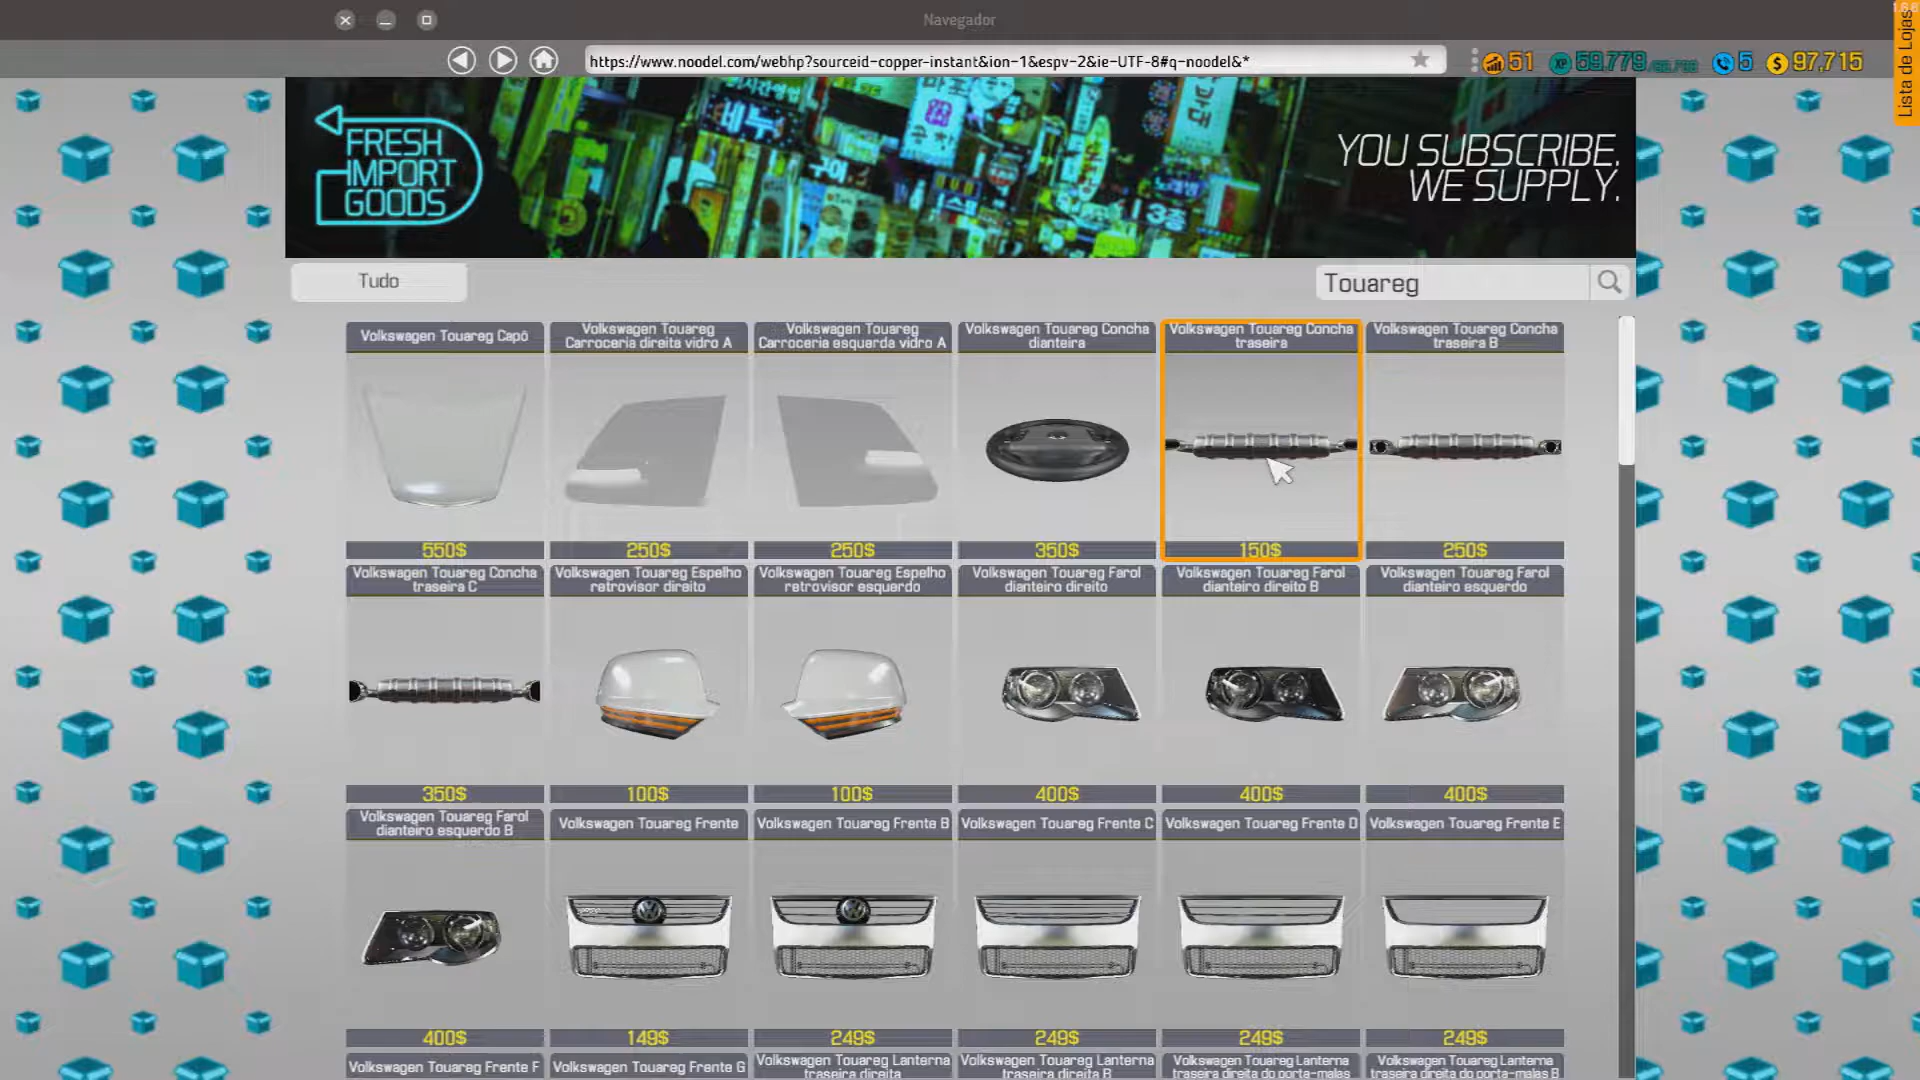 Navegador
https://www.noodel.com/webhp?sourceid-copper-instant&ion-1&espv-2&ie-UTF-8#q-noodel&*
51
59,779
5
97,715
Lista de Lojas
FRESH
IMPORT
GOODS
YOU SUBSCRIBE.
WE SUPPLY.
Tudo
Touareg
Volkswagen Touareg Capô
Volkswagen Touareg
Carroceria direita vidro A
Volkswagen Touareg
Carroceria esquerda vidro A
Volkswagen Touareg Concha
dianteira
Volkswagen Touareg Concha
traseira
Volkswagen Touareg Concha
traseira B
550$
250$
250$
350$
150$
250$
Volkswagen Touareg Concha
traseira C
Volkswagen Touareg Espelho
retrovisor direito
Volkswagen Touareg Espelho
retrovisor esquerdo
Volkswagen Touareg Farol
dianteiro direito
Volkswagen Touareg Farol
dianteiro direito B
Volkswagen Touareg Farol
dianteiro esquerdo
350$
100$
100$
400$
400$
400$
Volkswagen Touareg Farol
dianteiro esquerdo B
Volkswagen Touareg Frente
Volkswagen Touareg Frente B
Volkswagen Touareg Frente C
Volkswagen Touareg Frente D
Volkswagen Touareg Frente E
400$
149$
249$
249$
249$
249$
Volkswagen Touareg Frente F
Volkswagen Touareg Frente G
Volkswagen Touareg Lanterna
traseira direita
Volkswagen Touareg Lanterna
traseira direita B
Volkswagen Touareg Lanterna
traseira direita do porta-malas
Volkswagen Touareg Lanterna
traseira direita do porta-malas B